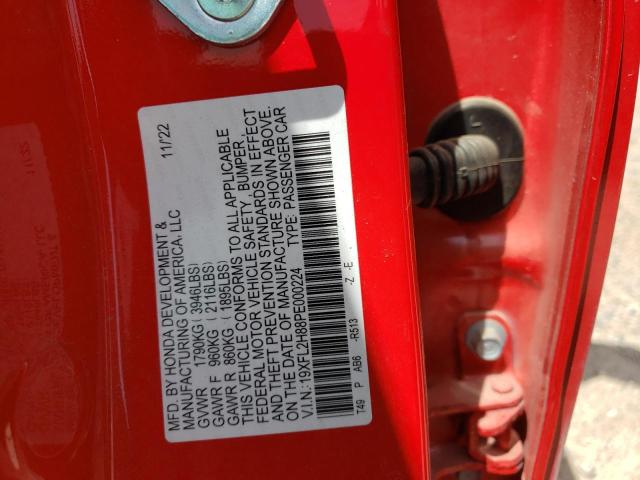 MFD. BY HONDA DEVELOPMENT &
MANUFACTURING OF AMERICA, LLC 11/22
GVWR 1790KG (3946LBS)
GAWR F 960KG (2116LBS)
GAWR R 860KG (1895LBS)
THIS VEHICLE CONFORMS TO ALL APPLICABLE
FEDERAL MOTOR VEHICLE SAFETY, BUMPER
AND THEFT PREVENTION STANDARDS IN EFFECT
ON THE DATE OF MANUFACTURE SHOWN ABOVE.
V.I.N.: 19XFL2H88PE000224 TYPE: PASSENGER CAR
T49 P AB6 -R513 -Z -E